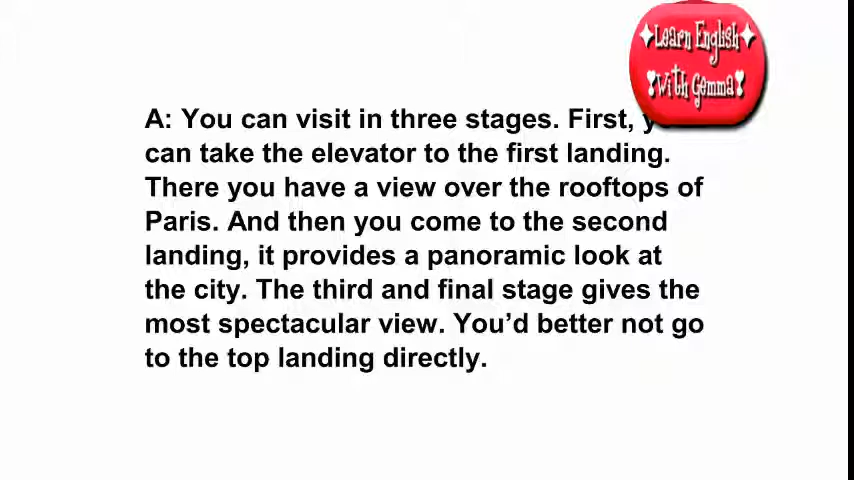 Learn English
With Gemma
A: You can visit in three stages. First,
can take the elevator to the first landing.
There you have a view over the rooftops of
Paris. And then you come to the second
landing, it provides a panoramic look at
the city. The third and final stage gives the
most spectacular view. You’d better not go
to the top landing directly.